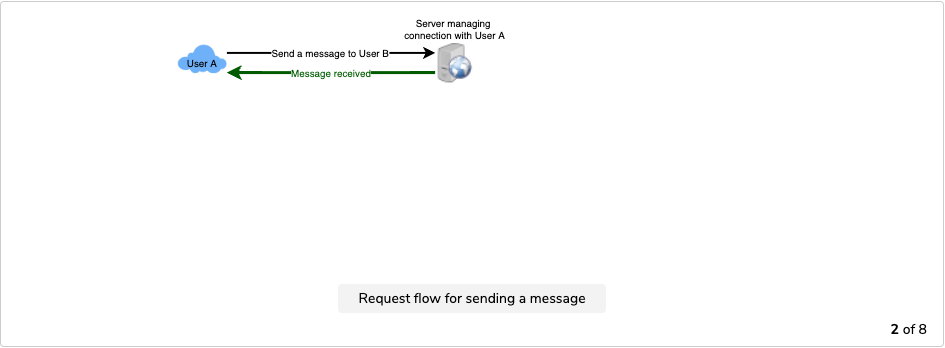 Server managing
connection with User A
User A
Send a message to User B
Message received
Request flow for sending a message
2 of 8